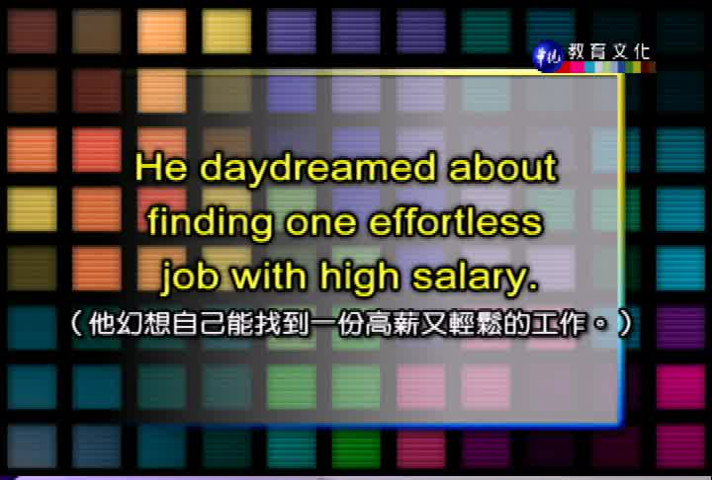 華視 教育文化
He daydreamed about
finding one effortless
job with high salary.
（他幻想自己能找到一份高薪又輕鬆的工作。）